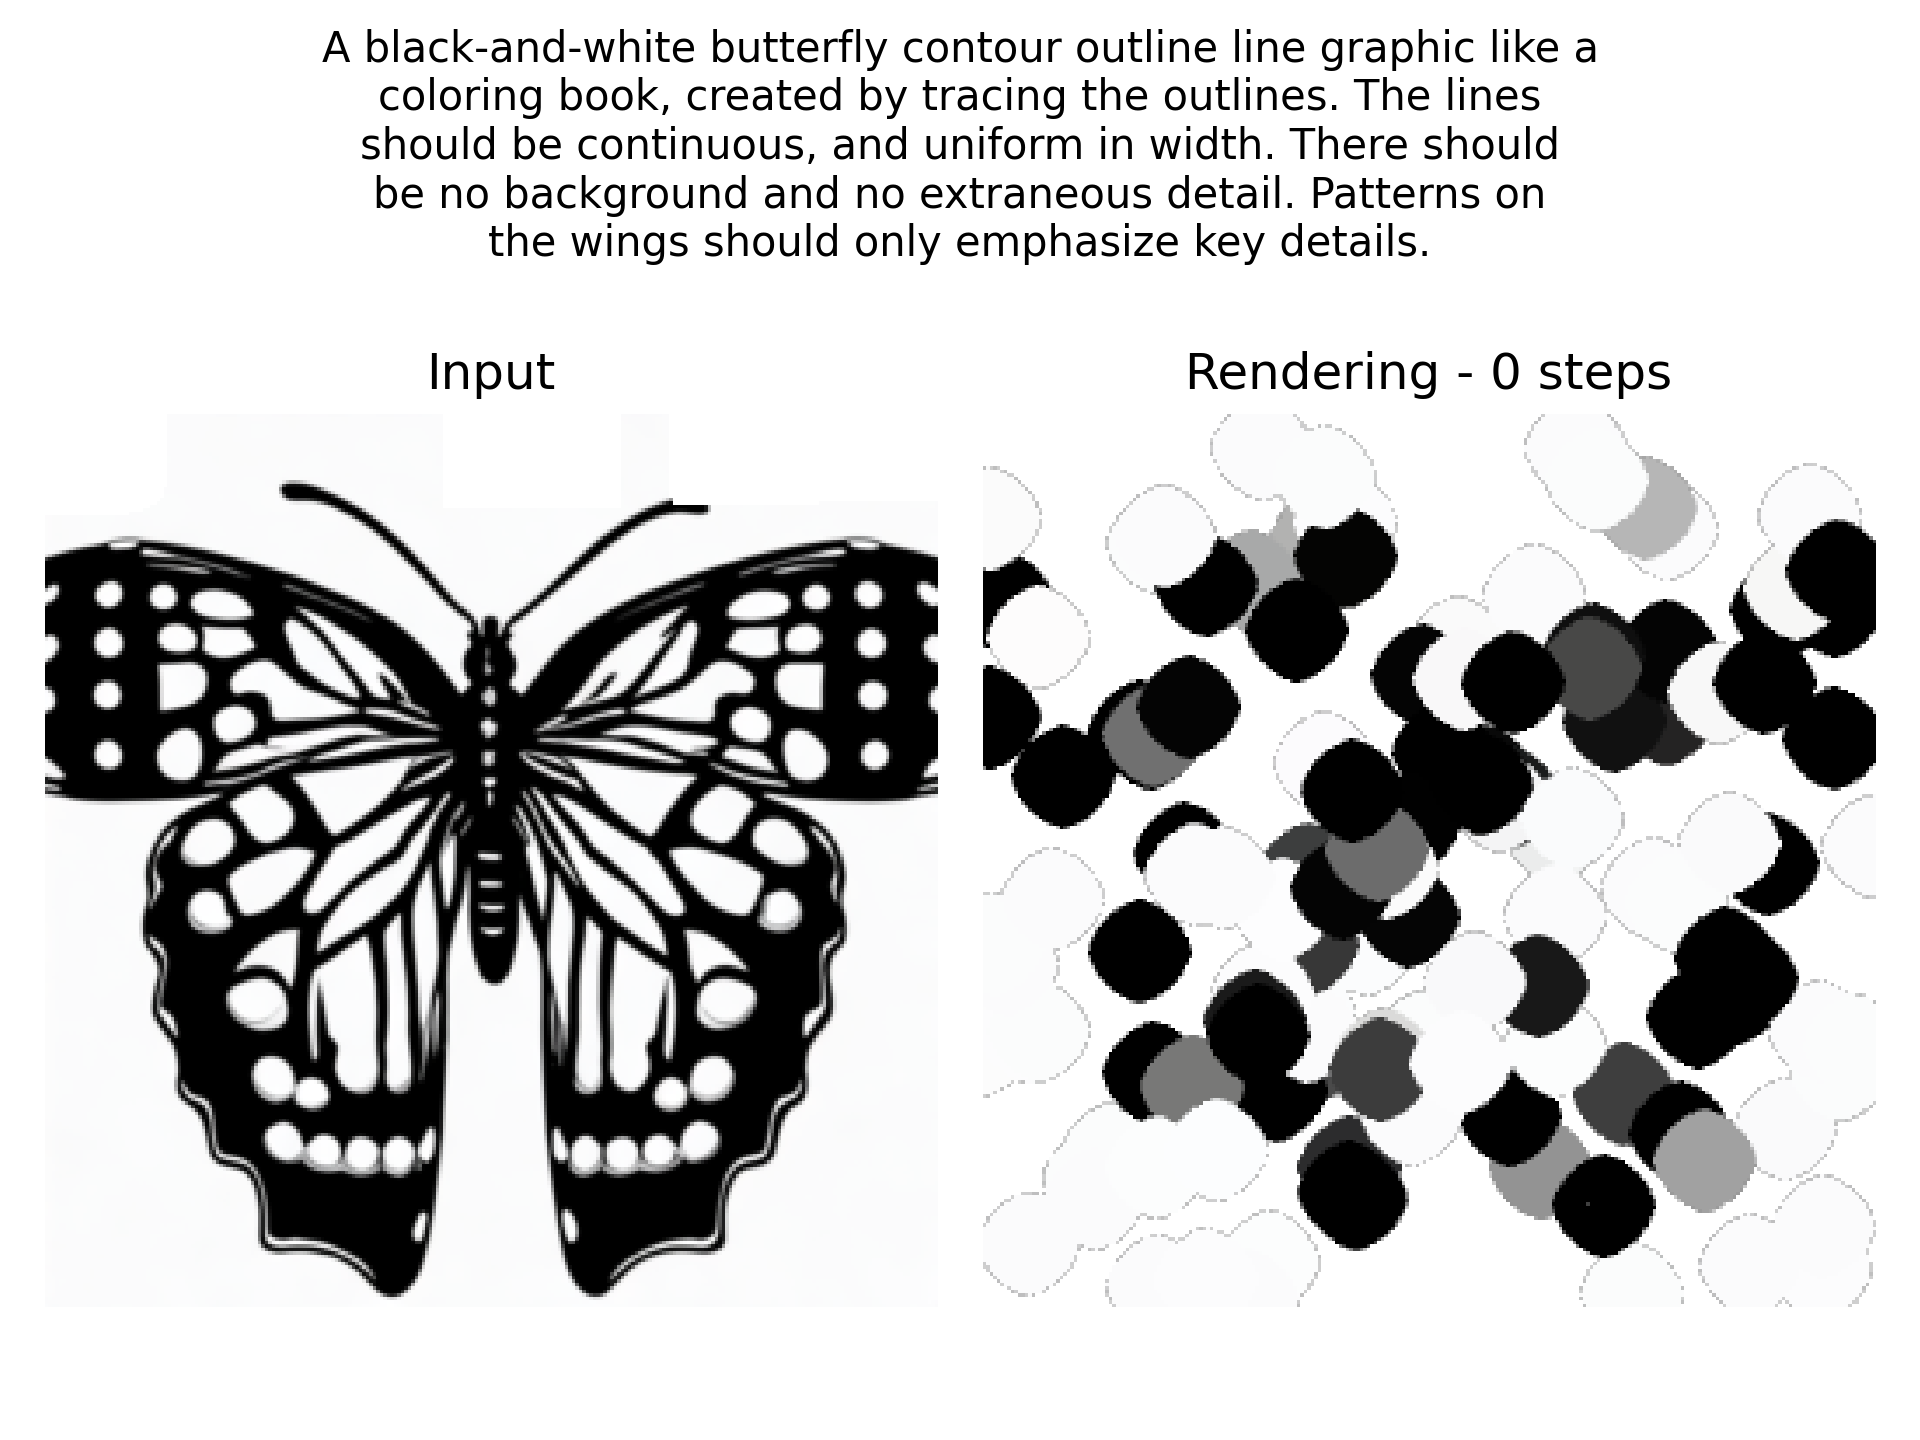 A black-and-white butterfly contour outline line graphic like a
coloring book, created by tracing the outlines. The lines
should be continuous, and uniform in width. There should
be no background and no extraneous detail. Patterns on
the wings should only emphasize key details.
Input
Rendering - 0 steps